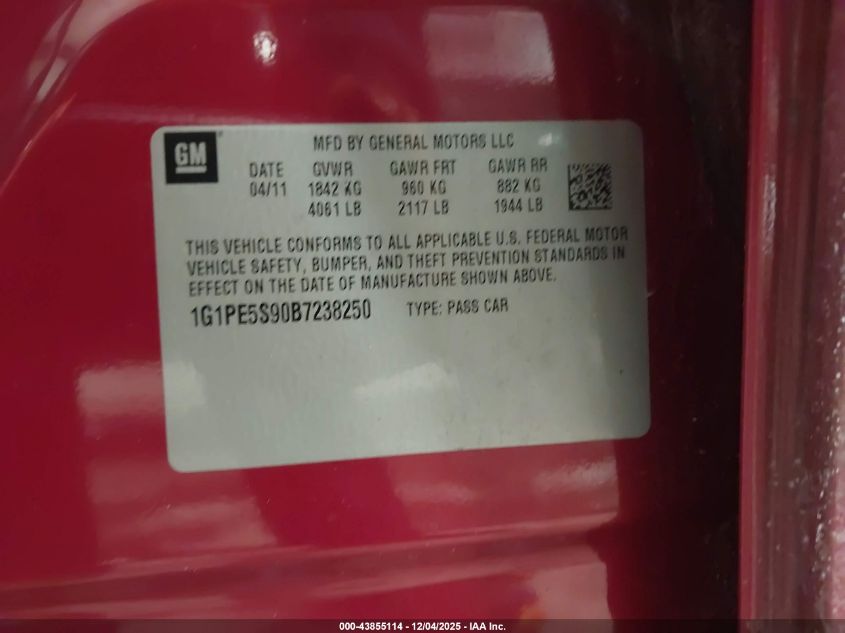 GM
MFD BY GENERAL MOTORS LLC
DATE GVWR GAWR FRT GAWR RR
04/11 1842 KG 960 KG 882 KG
4061 LB 2117 LB 1944 LB
THIS VEHICLE CONFORMS TO ALL APPLICABLE U.S. FEDERAL MOTOR
VEHICLE SAFETY, BUMPER, AND THEFT PREVENTION STANDARDS IN
EFFECT ON THE DATE OF MANUFACTURE SHOWN ABOVE.
1G1PE5S90B7238250 TYPE: PASS CAR
000-43855114 - 12/04/2025 - IAA Inc.